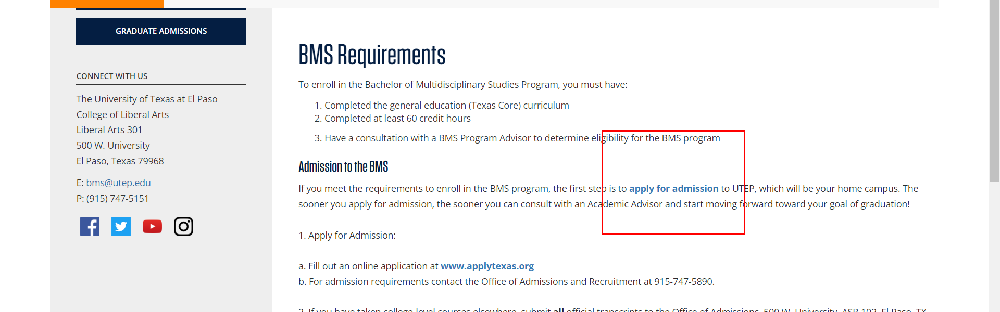 GRADUATE ADMISSIONS
CONNECT WITH US
The University of Texas at El Paso
College of Liberal Arts
Liberal Arts 301
500 W. University
El Paso, Texas 79968
E: bms@utep.edu
P: (915) 747-5151
BMS Requirements
To enroll in the Bachelor of Multidisciplinary Studies Program, you must have:
1. Completed the general education (Texas Core) curriculum
2. Completed at least 60 credit hours
3. Have a consultation with a BMS Program Advisor to determine eligibility for the BMS program
Admission to the BMS
If you meet the requirements to enroll in the BMS program, the first step is to apply for admission to UTEP, which will be your home campus. The
sooner you apply for admission, the sooner you can consult with an Academic Advisor and start moving forward toward your goal of graduation!
1. Apply for Admission:
a. Fill out an online application at www.applytexas.org
b. For admission requirements contact the Office of Admissions and Recruitment at 915-747-5890.
2. If you have taken college-level courses elsewhere, submit all official transcripts to the Office of Admissions, 500 W. University, ASB 102, El Paso, TX